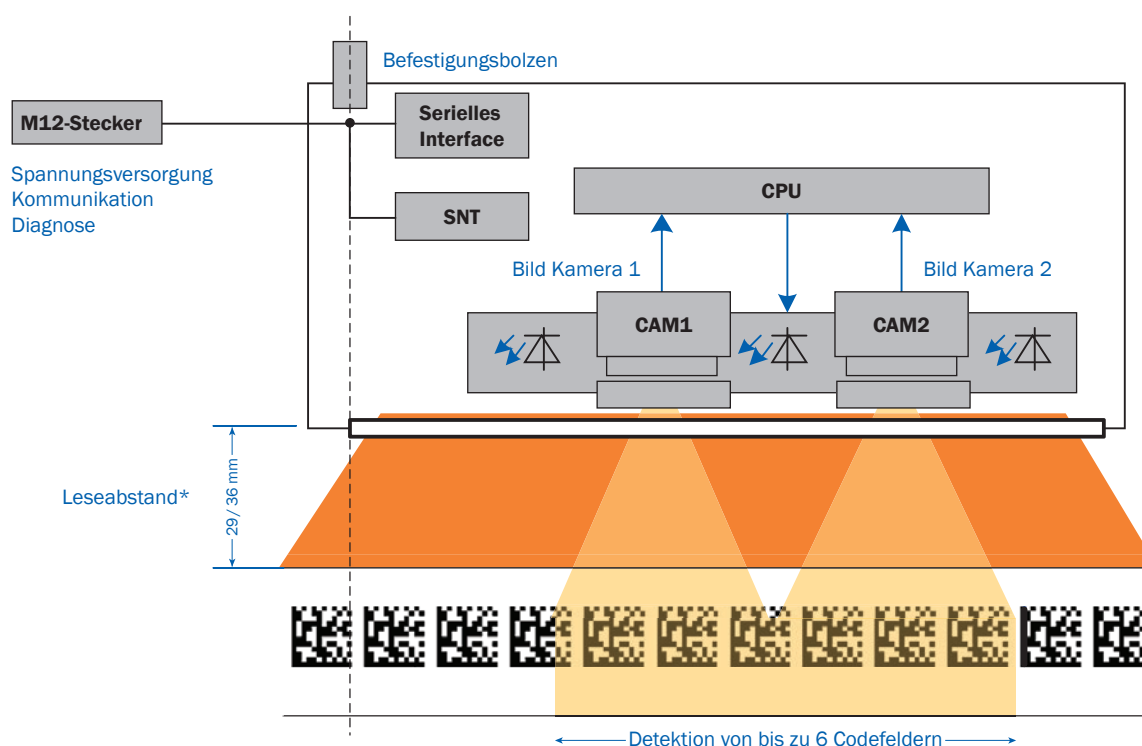 Befestigungsbolzen
M12-Stecker
Serielles
Interface
Spannungsversorgung
Kommunikation
Diagnose
SNT
CPU
Bild Kamera 1
Bild Kamera 2
CAM1
CAM2
Leseabstand*
29 / 36 mm
Detektion von bis zu 6 Codefeldern